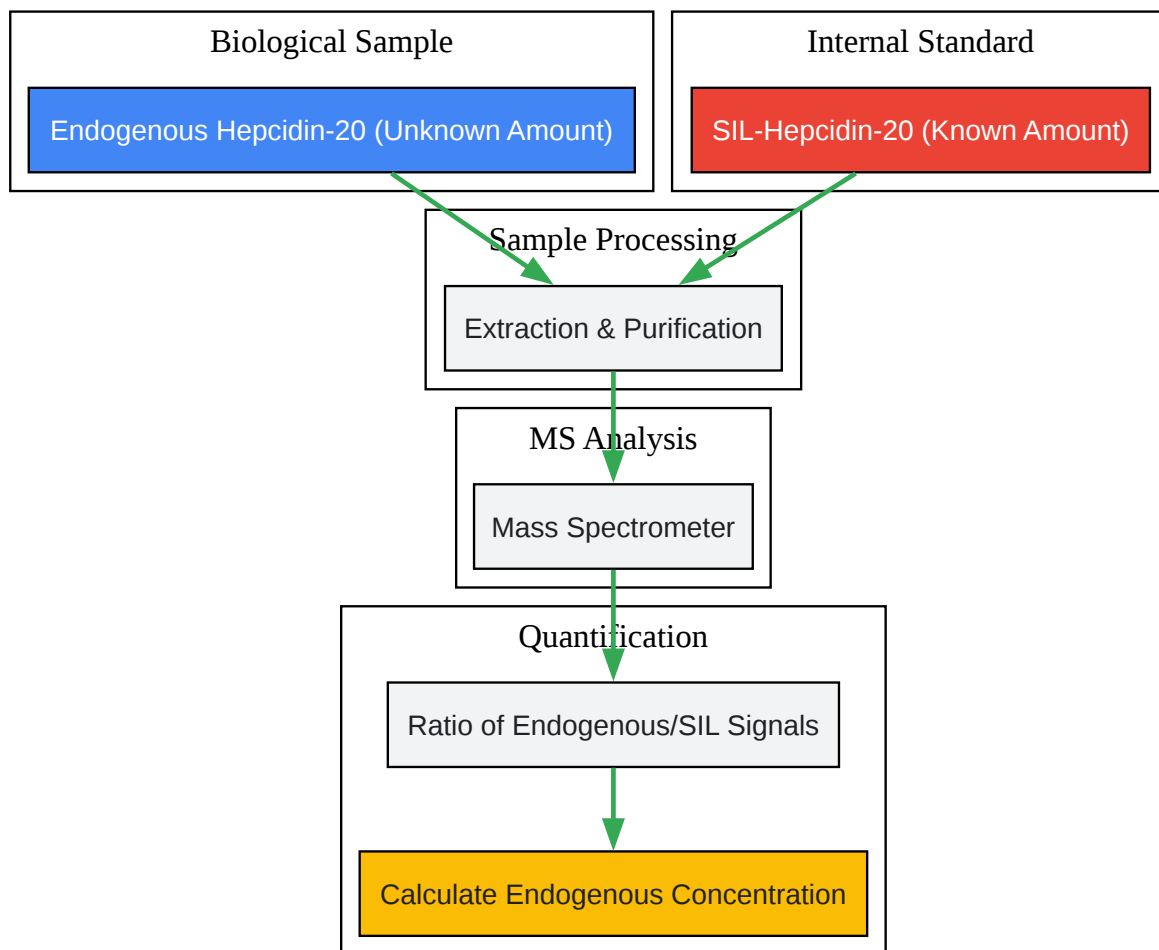 Biological Sample
Internal Standard
Endogenous Hepcidin-20 (Unknown Amount)
SIL-Hepcidin-20 (Known Amount)
Sample Processing
Extraction & Purification
MS Analysis
Mass Spectrometer
Quantification
Ratio of Endogenous/SIL Signals
Calculate Endogenous Concentration